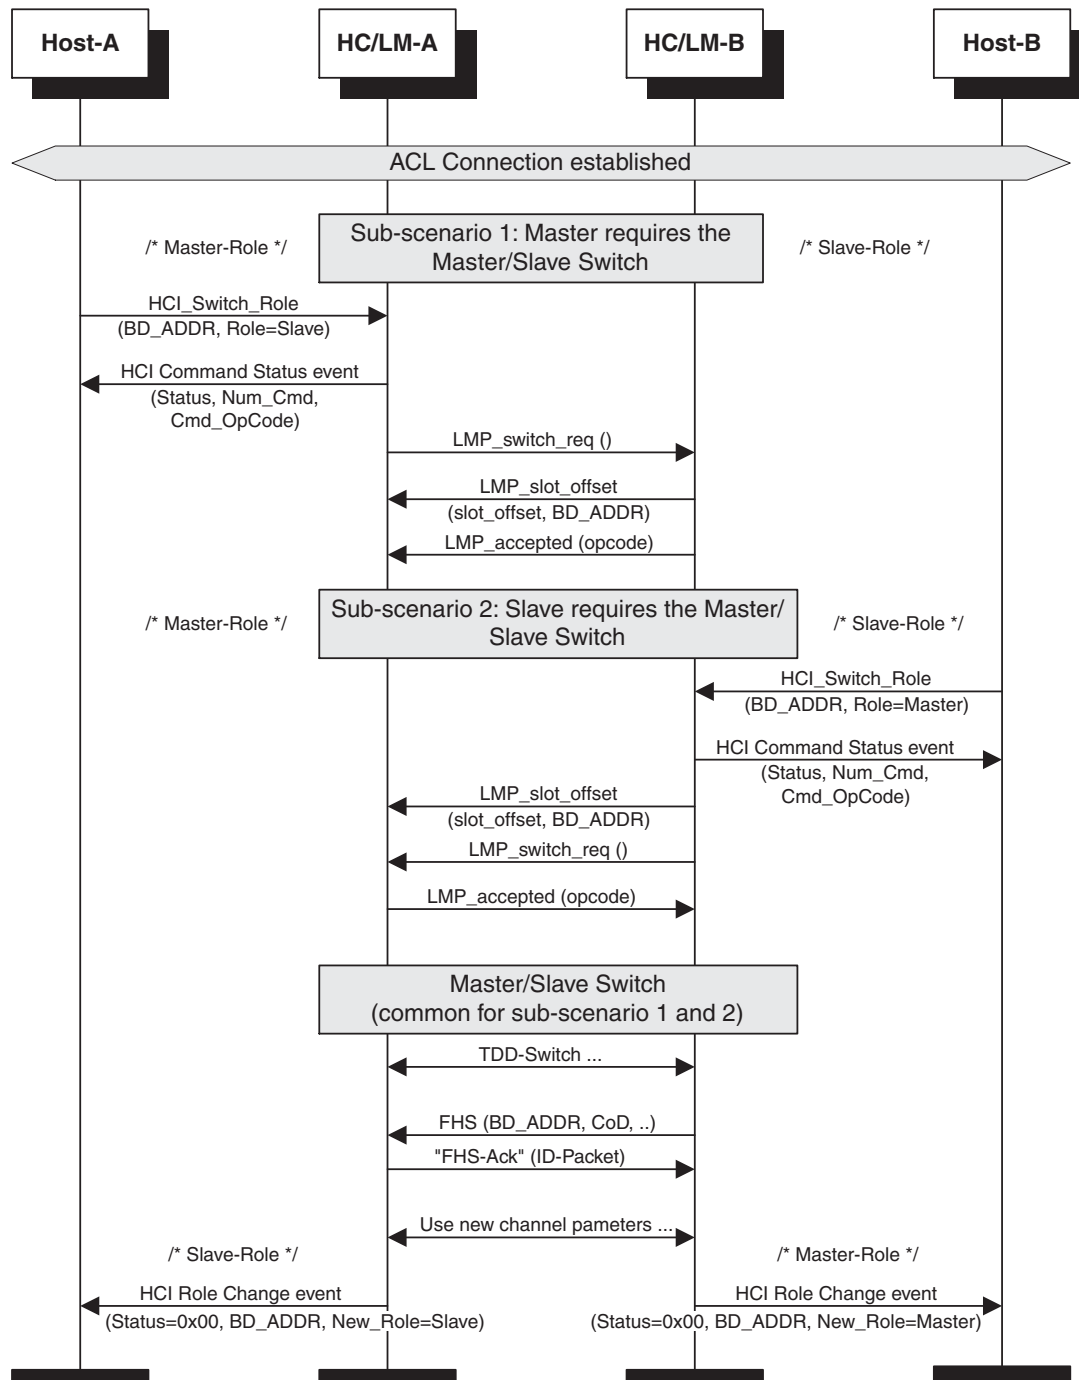 Host-A
HC/LM-A
HC/LM-B
Host-B
ACL Connection established
/* Master-Role */
Sub-scenario 1: Master requires the
Master/Slave Switch
/* Slave-Role */
HCI_Switch_Role
(BD_ADDR, Role=Slave)
HCI Command Status event
(Status, Num_Cmd,
Cmd_OpCode)
LMP_switch_req ()
LMP_slot_offset
(slot_offset, BD_ADDR)
LMP_accepted (opcode)
/* Master-Role */
Sub-scenario 2: Slave requires the Master/
Slave Switch
/* Slave-Role */
HCI_Switch_Role
(BD_ADDR, Role=Master)
HCI Command Status event
(Status, Num_Cmd,
Cmd_OpCode)
LMP_slot_offset
(slot_offset, BD_ADDR)
LMP_switch_req ()
LMP_accepted (opcode)
Master/Slave Switch
(common for sub-scenario 1 and 2)
TDD-Switch ...
FHS (BD_ADDR, CoD, ..)
"FHS-Ack" (ID-Packet)
Use new channel pameters ...
/* Slave-Role */
/* Master-Role */
HCI Role Change event
(Status=0x00, BD_ADDR, New_Role=Slave)
HCI Role Change event
(Status=0x00, BD_ADDR, New_Role=Master)